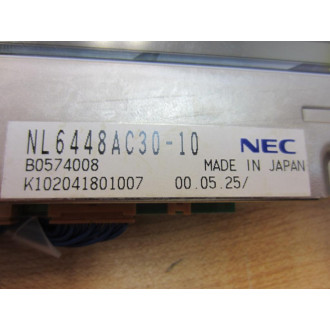 NL6448AC30-10 NEC
B0574008 MADE IN JAPAN
K102041801007 00.05.25/